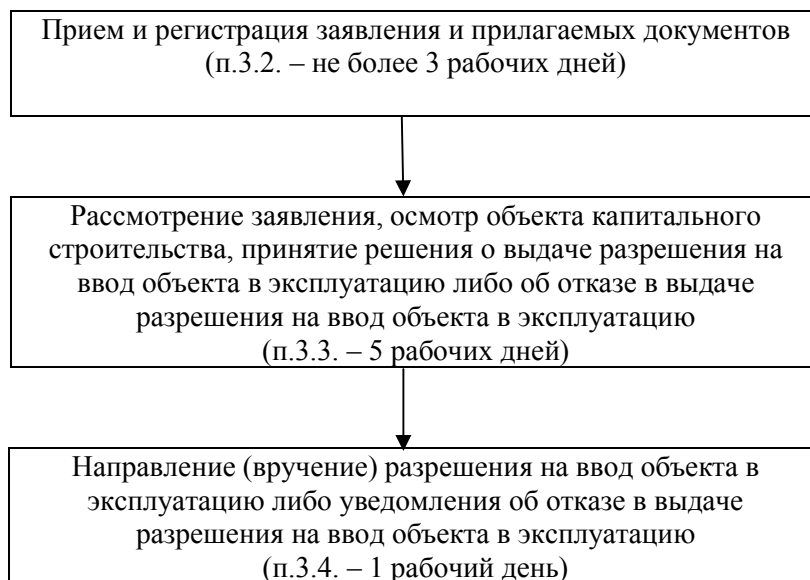 Прием и регистрация заявления и прилагаемых документов
(п.3.2. – не более 3 рабочих дней)
Рассмотрение заявления, осмотр объекта капитального
строительства, принятие решения о выдаче разрешения на
ввод объекта в эксплуатацию либо об отказе в выдаче
разрешения на ввод объекта в эксплуатацию
(п.3.3. – 5 рабочих дней)
Направление (вручение) разрешения на ввод объекта в
эксплуатацию либо уведомления об отказе в выдаче
разрешения на ввод объекта в эксплуатацию
(п.3.4. – 1 рабочий день)